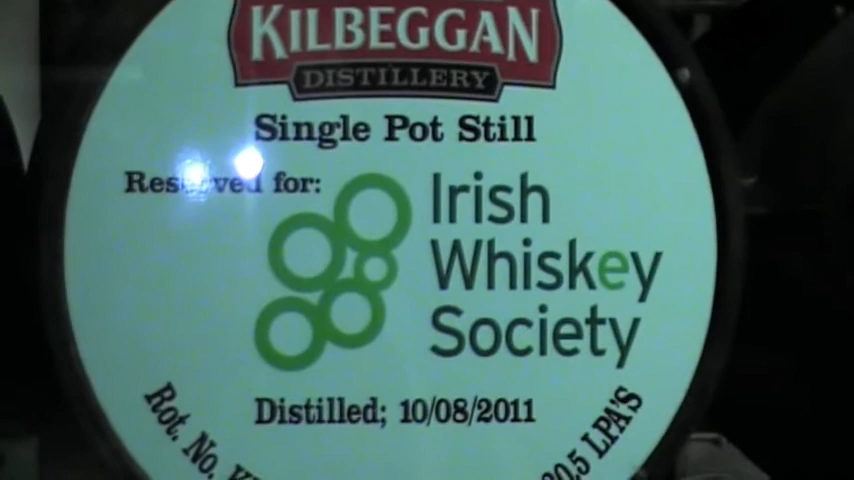 KILBEGGAN
DISTILLERY
Single Pot Still
Reserved for:
Irish
Whiskey
Society
Distilled; 10/08/2011
Rot. No.
LPA'S